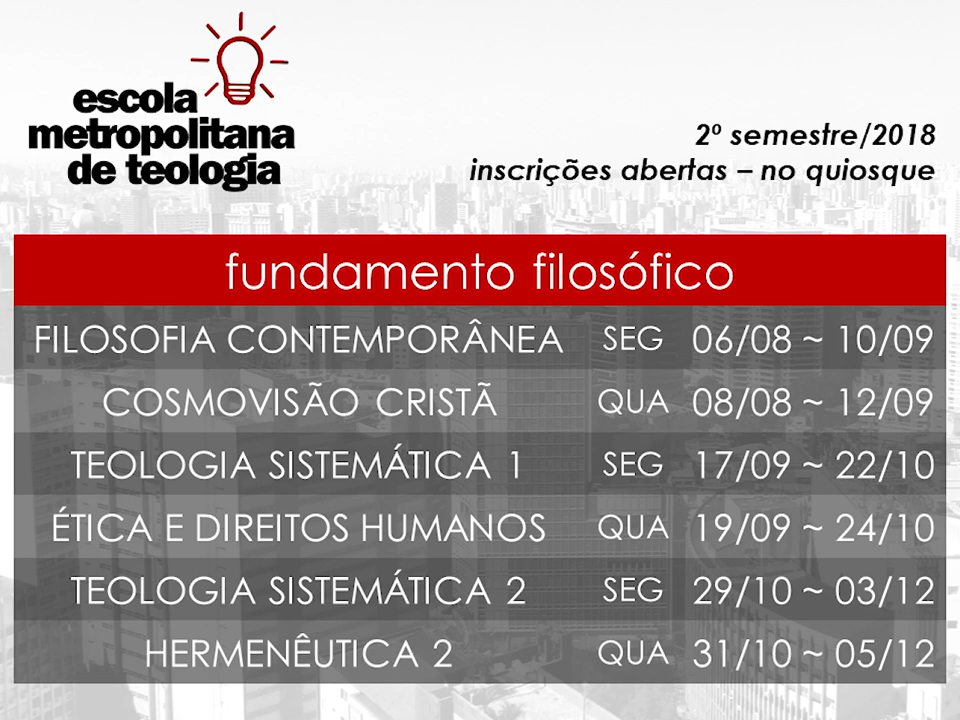 escola
metropolitana
de teologia
2º semestre/2018
inscrições abertas – no quiosque
fundamento filosófico
FILOSOFIA CONTEMPORÂNEA SEG 06/08 ~ 10/09
COSMOVISÃO CRISTÃ QUA 08/08 ~ 12/09
TEOLOGIA SISTEMÁTICA 1 SEG 17/09 ~ 22/10
ÉTICA E DIREITOS HUMANOS QUA 19/09 ~ 24/10
TEOLOGIA SISTEMÁTICA 2 SEG 29/10 ~ 03/12
HERMENÊUTICA 2 QUA 31/10 ~ 05/12